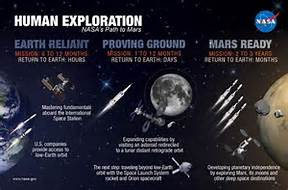 HUMAN EXPLORATION
NASA's Path to Mars
NASA
EARTH RELIANT
MISSION: 6 TO 12 MONTHS
RETURN TO EARTH: HOURS
PROVING GROUND
MISSION: 1 TO 12 MONTHS
RETURN TO EARTH: DAYS
MARS READY
MISSION: 2 TO 3 YEARS
RETURN TO EARTH: MONTHS
Mastering fundamentals
aboard the International
Space Station
U.S. companies
provide access to
low-Earth orbit
Expanding capabilities by
visiting an asteroid redirected
to a lunar distant retrograde orbit
The next step: traveling beyond low-Earth
orbit with the Space Launch System
rocket and Orion spacecraft
Developing planetary independence
by exploring Mars, its moons and
other deep space destinations
www.nasa.gov